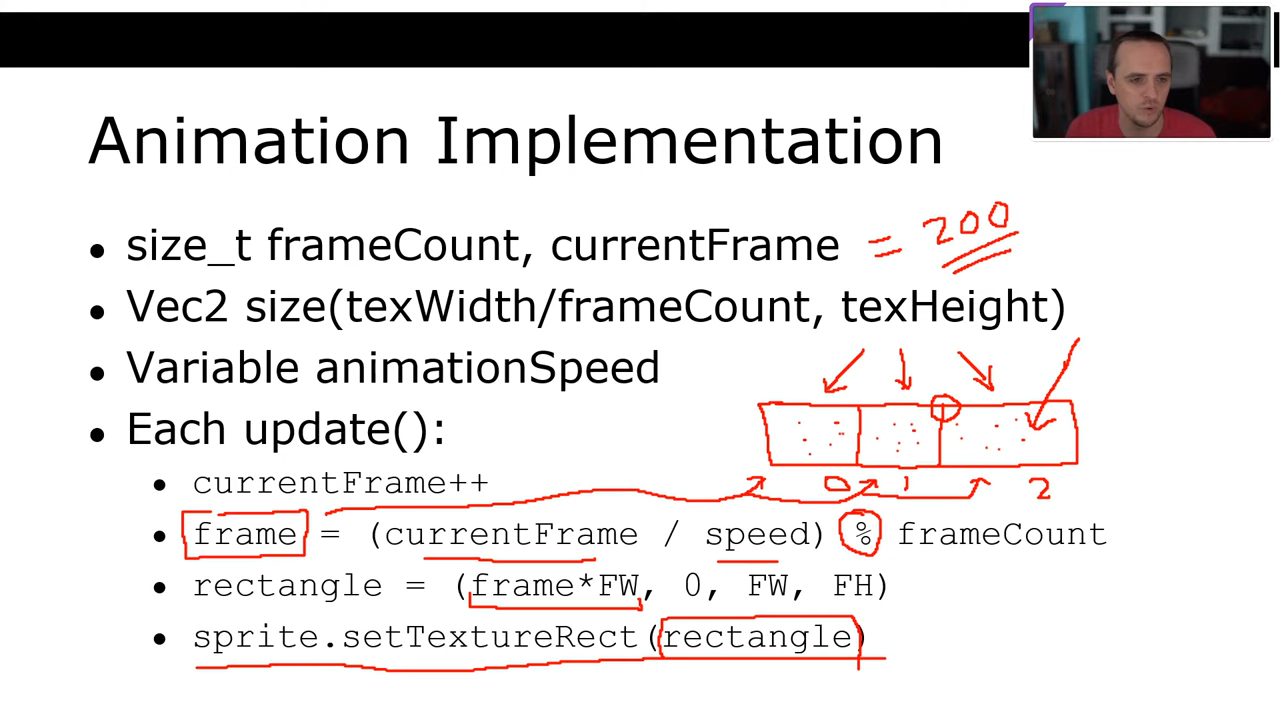 Animation Implementation
• size_t frameCount, currentFrame = 200
• Vec2 size(texWidth/frameCount, texHeight)
• Variable animationSpeed
• Each update():
• currentFrame++
0 1 2
• frame = (currentFrame / speed) % frameCount
• rectangle = (frame*FW, 0, FW, FH)
• sprite.setTextureRect(rectangle)